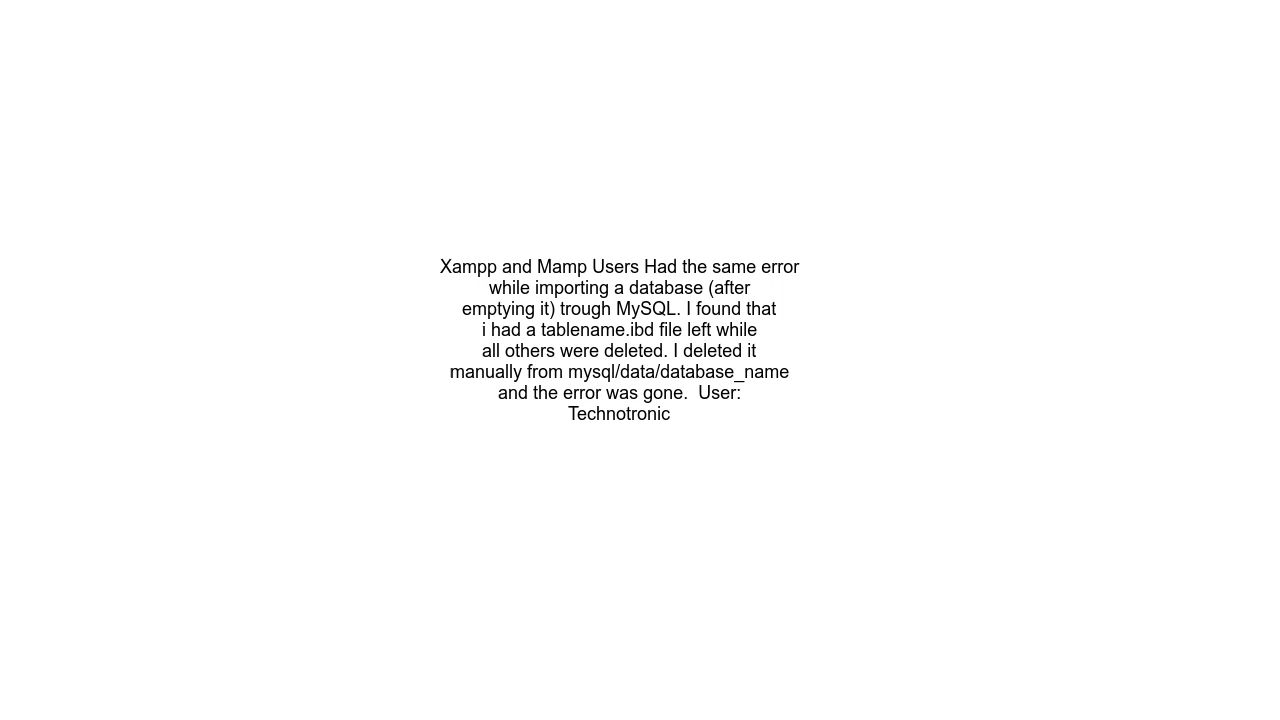 Xampp and Mamp Users Had the same error
while importing a database (after
emptying it) trough MySQL. I found that
i had a tablename.ibd file left while
all others were deleted. I deleted it
manually from mysql/data/database_name
and the error was gone.  User:
Technotronic